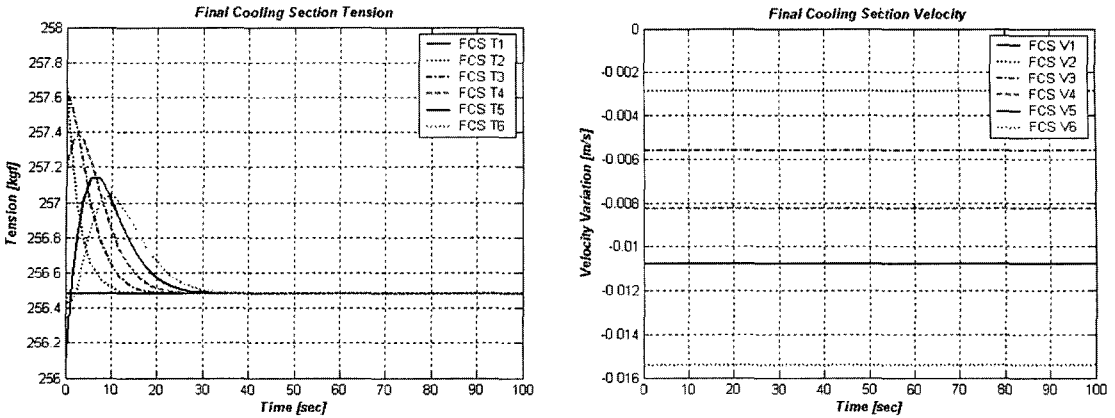 Final Cooling Section Tension
258
257.8
257.6
257.4
257.2
257
256.8
256.6
256.4
256.2
256
Tension [kgf]
0 10 20 30 40 50 60 70 80 90 100
Time [sec]
FCS T1
FCS T2
FCS T3
FCS T4
FCS T5
FCS T6
Final Cooling Section Velocity
0
-0.002
-0.004
-0.006
-0.008
-0.01
-0.012
-0.014
-0.016
Velocity Variation [m/s]
0 10 20 30 40 50 60 70 80 90 100
Time [sec]
FCS V1
FCS V2
FCS V3
FCS V4
FCS V5
FCS V6